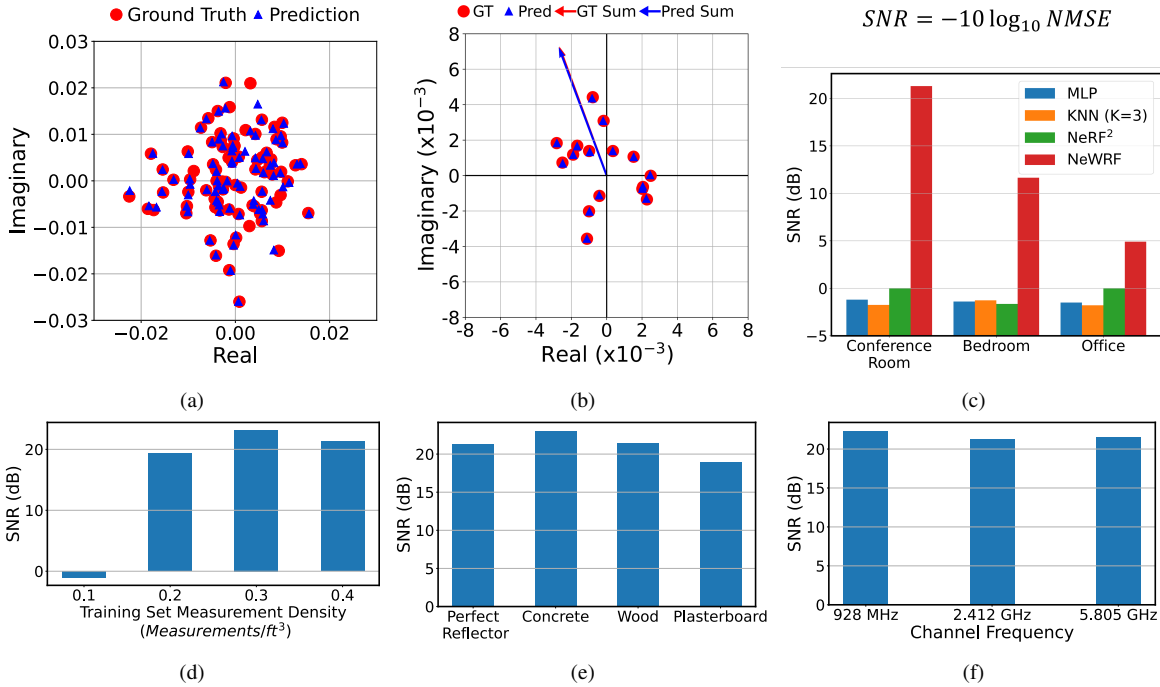 Ground Truth Prediction
0.03
0.02
0.01
0.00
−0.01
−0.02
−0.03
Imaginary
−0.02 0.00 0.02
Real
(a)
GT Pred GT Sum Pred Sum
8
6
4
2
0
-2
-4
-6
-8
Imaginary (x10⁻³)
-8 -6 -4 -2 0 2 4 6 8
Real (x10⁻³)
(b)
SNR = −10 log₁₀ NMSE
MLP
KNN (K=3)
NeRF²
NeWRF
20
15
10
5
0
−5
SNR (dB)
Conference
Room
Bedroom
Office
(c)
20
10
0
SNR (dB)
0.1 0.2 0.3 0.4
Training Set Measurement Density
(Measurements/ft³)
(d)
20
15
10
5
0
SNR (dB)
Perfect
Reflector
Concrete
Wood
Plasterboard
(e)
20
15
10
5
0
SNR (dB)
928 MHz 2.412 GHz 5.805 GHz
Channel Frequency
(f)